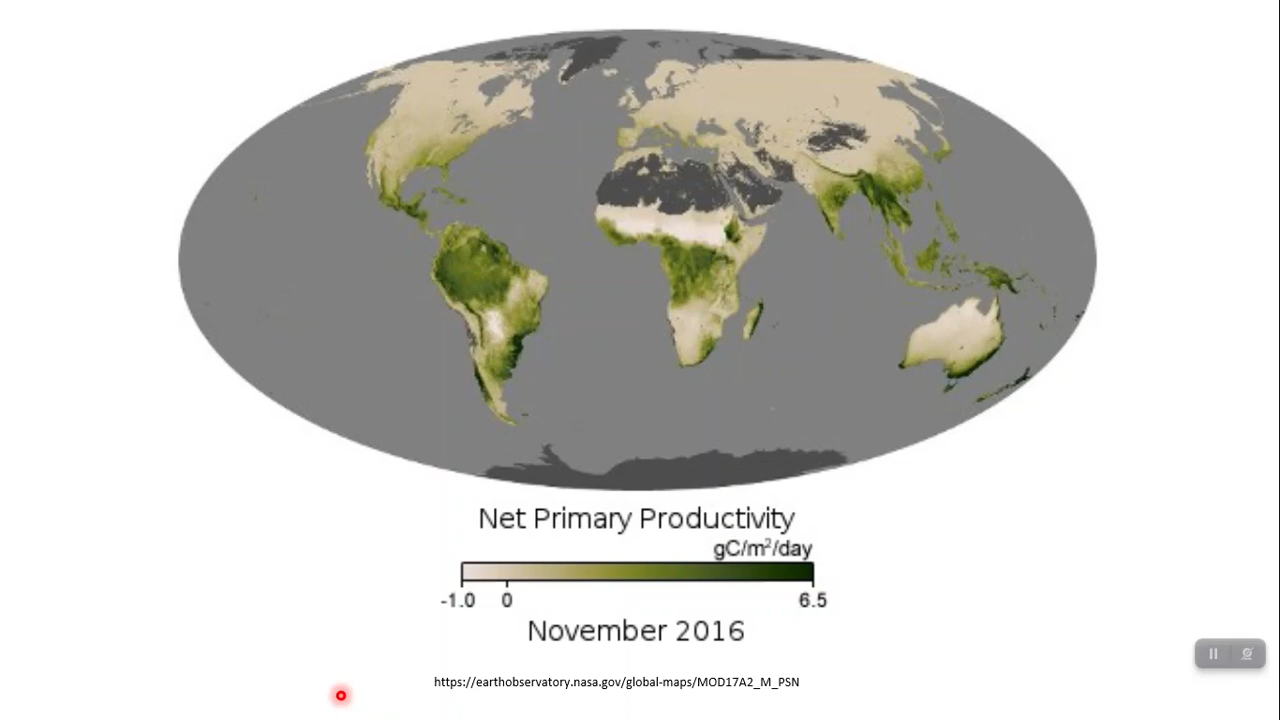 Net Primary Productivity
gC/m²/day
-1.0 0 6.5
November 2016
https://earthobservatory.nasa.gov/global-maps/MOD17A2_M_PSN